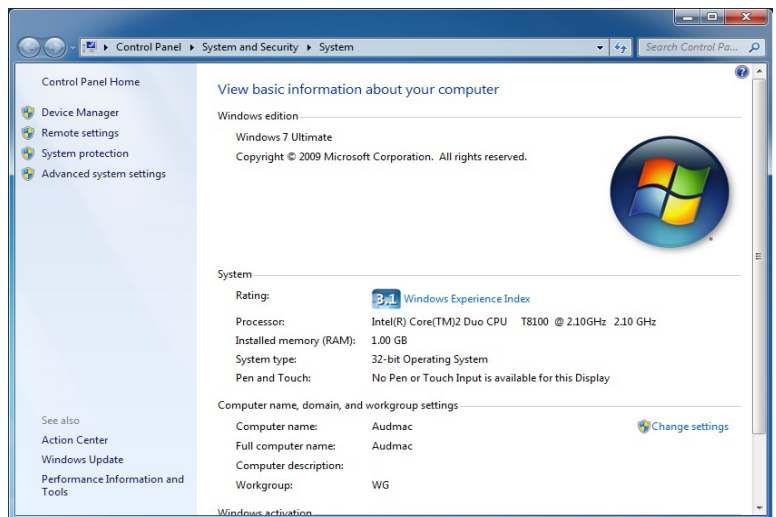 Control Panel ▸ System and Security ▸ System
Search Control Pa...
Control Panel Home
Device Manager
Remote settings
System protection
Advanced system settings
See also
Action Center
Windows Update
Performance Information and
Tools
View basic information about your computer
Windows edition
Windows 7 Ultimate
Copyright © 2009 Microsoft Corporation.  All rights reserved.
System
Rating: 3,1 Windows Experience Index
Processor: Intel(R) Core(TM)2 Duo CPU T8100 @ 2.10GHz 2.10 GHz
Installed memory (RAM): 1.00 GB
System type: 32-bit Operating System
Pen and Touch: No Pen or Touch Input is available for this Display
Computer name, domain, and workgroup settings
Computer name: Audmac
Change settings
Full computer name: Audmac
Computer description:
Workgroup: WG
Windows activation